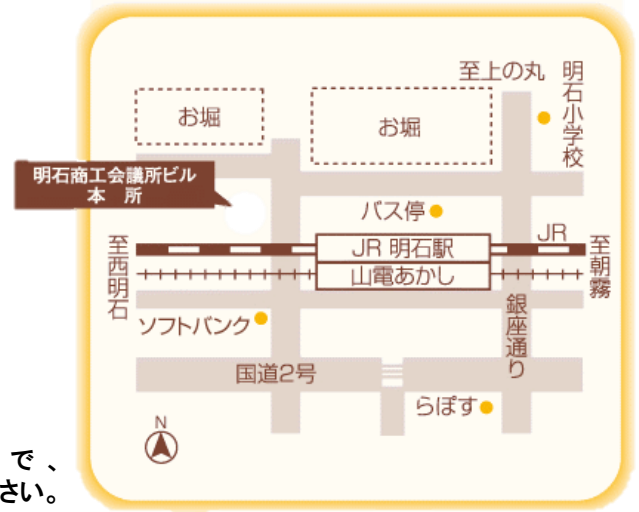 至上の丸
明石小学校
お堀
お堀
明石商工会議所ビル
本 所
バス停
JR 明石駅
JR
至西明石
山電あかし
至朝霧
ソフトバンク
銀座通り
国道2号
らぽす
N
で 、
さい。